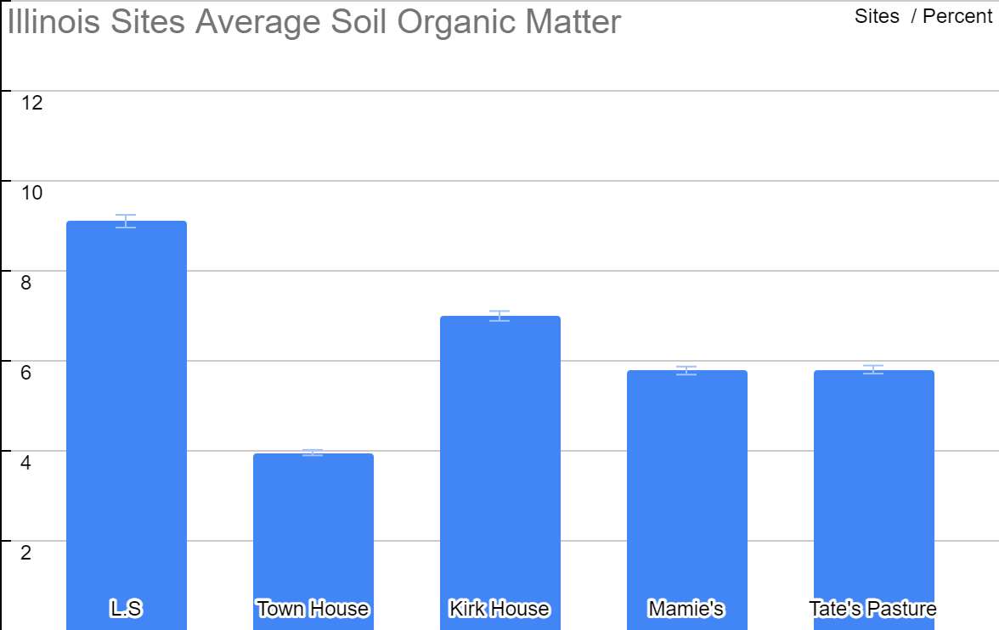 Illinois Sites Average Soil Organic Matter
Sites / Percent
12
10
8
6
4
2
L.S
Town House
Kirk House
Mamie's
Tate's Pasture